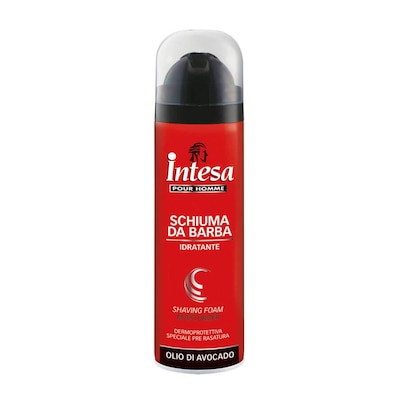 intesa
POUR HOMME
SCHIUMA
DA BARBA
IDRATANTE
SHAVING FOAM
DERMOPROTETTIVA
SPECIALE PRE RASATURA
OLIO DI AVOCADO